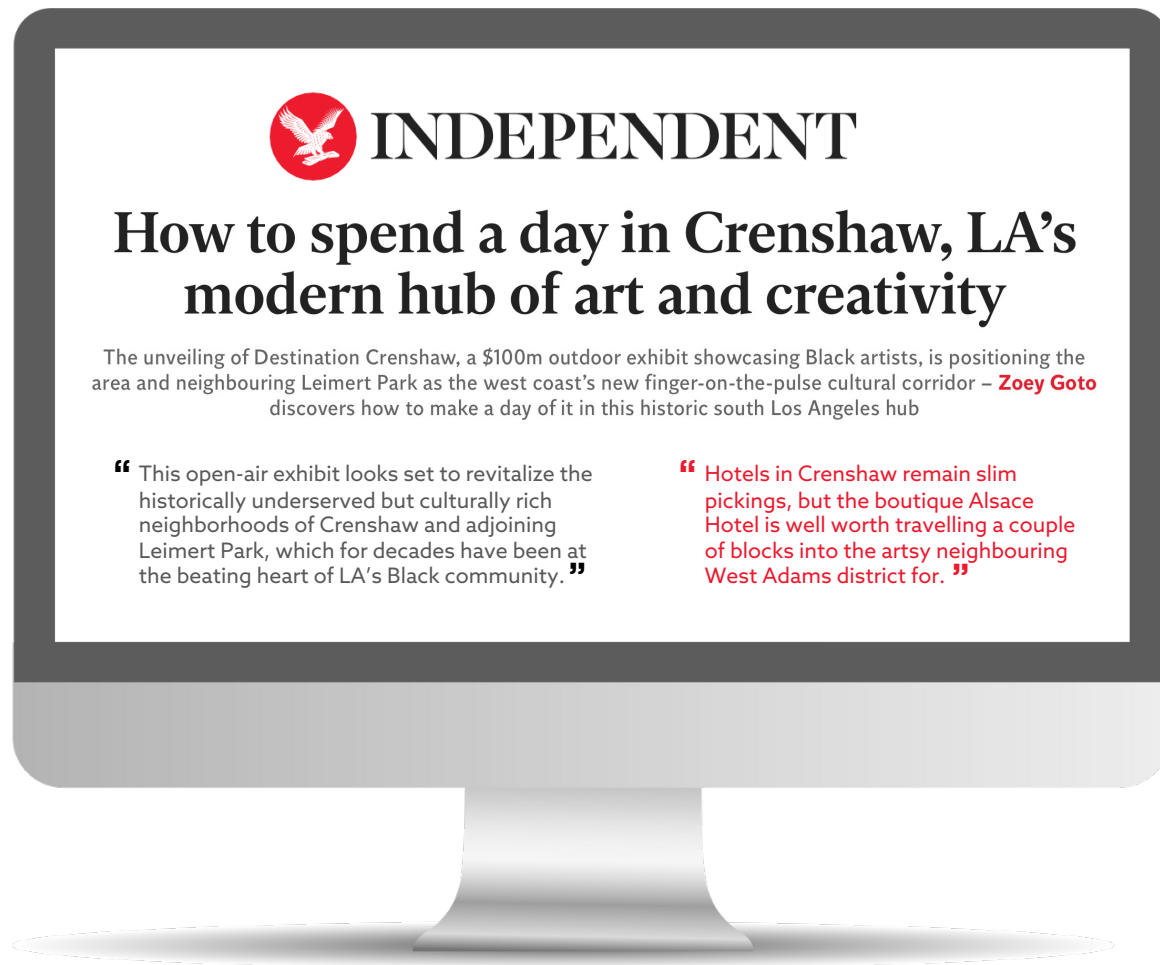 INDEPENDENT
How to spend a day in Crenshaw, LA’s
modern hub of art and creativity
The unveiling of Destination Crenshaw, a $100m outdoor exhibit showcasing Black artists, is positioning the
area and neighbouring Leimert Park as the west coast’s new finger-on-the-pulse cultural corridor – Zoey Goto
discovers how to make a day of it in this historic south Los Angeles hub
“ This open-air exhibit looks set to revitalize the
historically underserved but culturally rich
neighborhoods of Crenshaw and adjoining
Leimert Park, which for decades have been at
the beating heart of LA’s Black community. ”
“ Hotels in Crenshaw remain slim
pickings, but the boutique Alsace
Hotel is well worth travelling a couple
of blocks into the artsy neighbouring
West Adams district for. ”